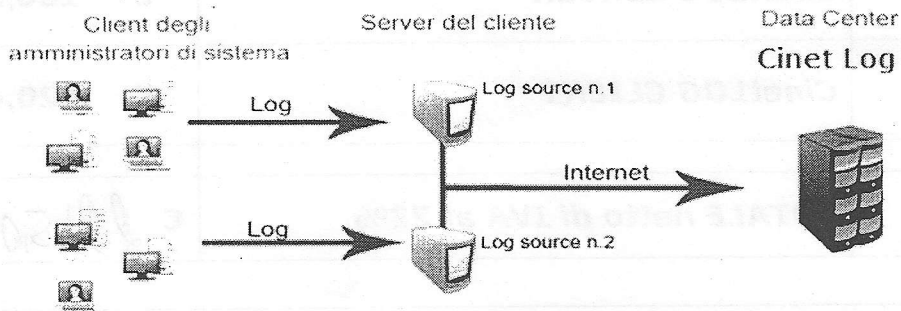 Client degli
amministratori di sistema
Server del cliente
Data Center
Cinet Log
Log
Log source n.1
Internet
Log
Log source n.2